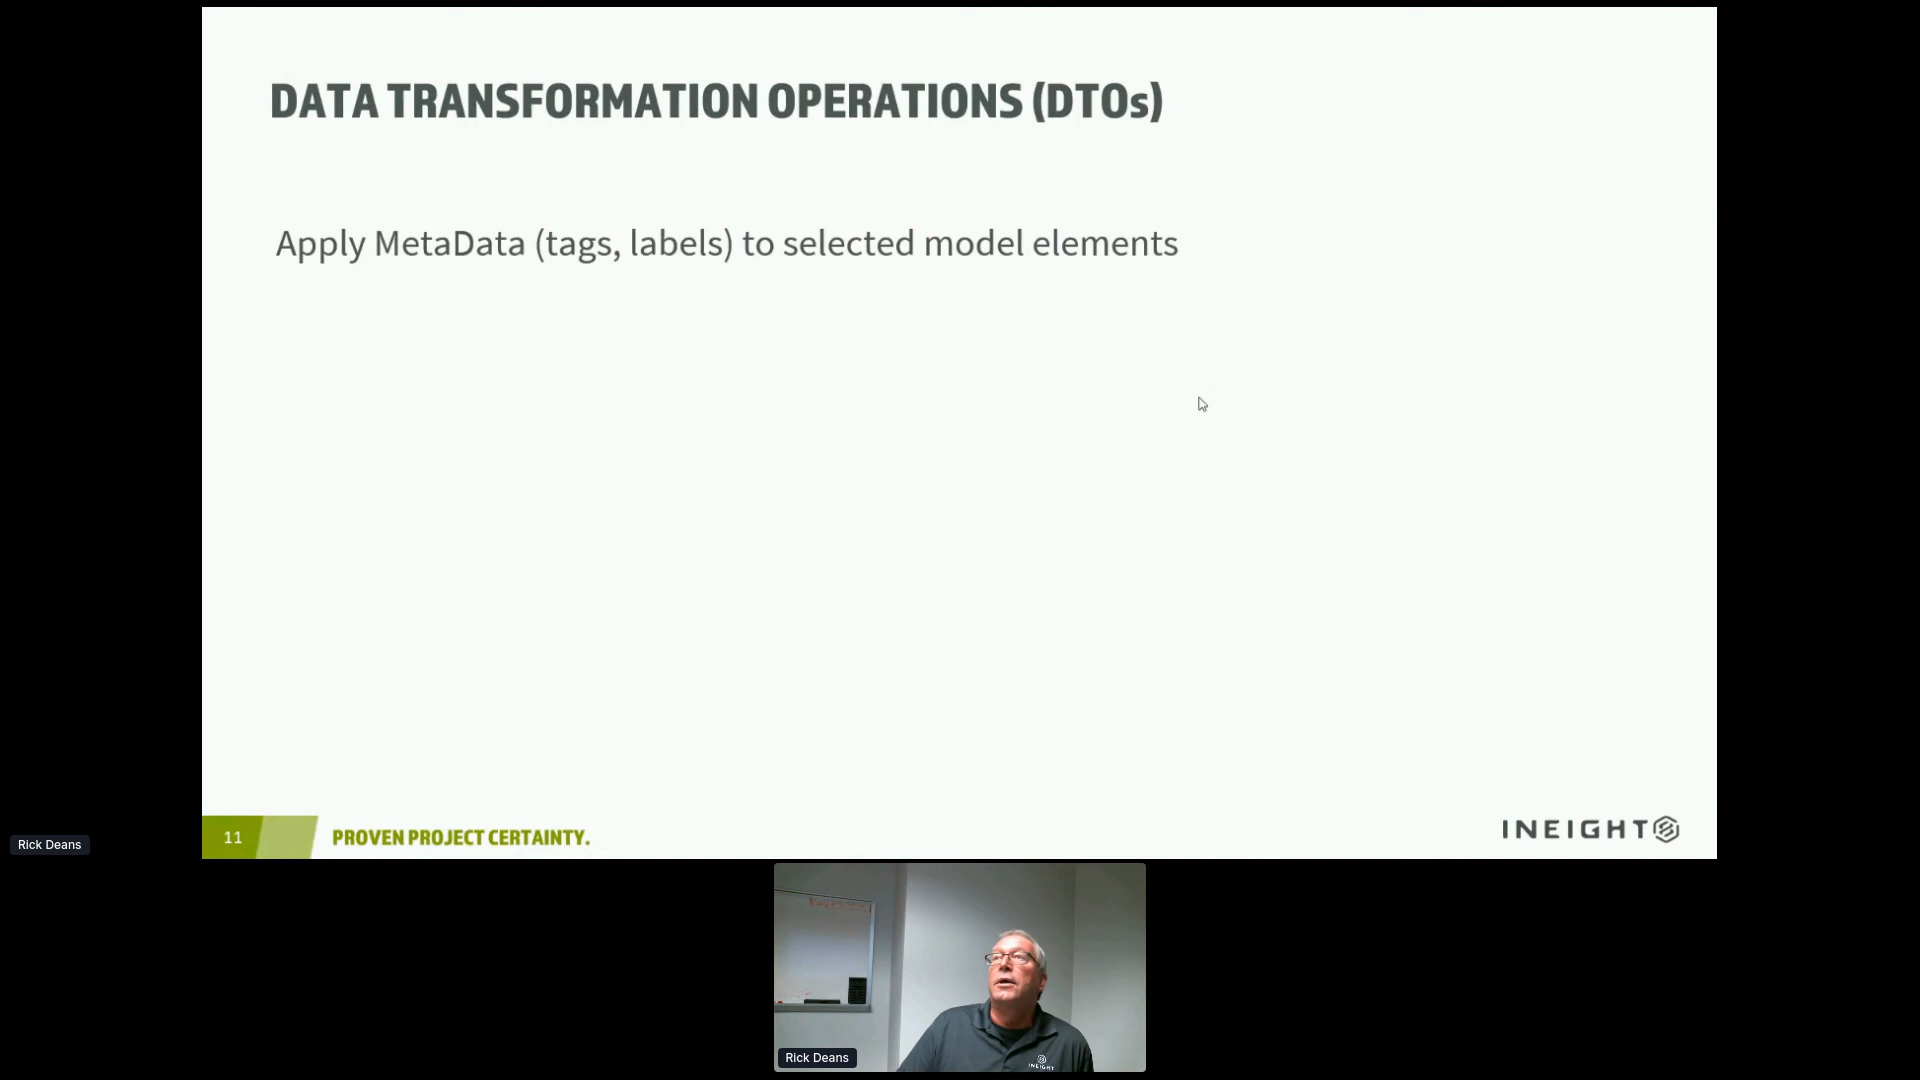 DATA TRANSFORMATION OPERATIONS (DTOs)
Apply MetaData (tags, labels) to selected model elements
11
PROVEN PROJECT CERTAINTY.
INEIGHT
Rick Deans
Rick Deans
INEIGHT